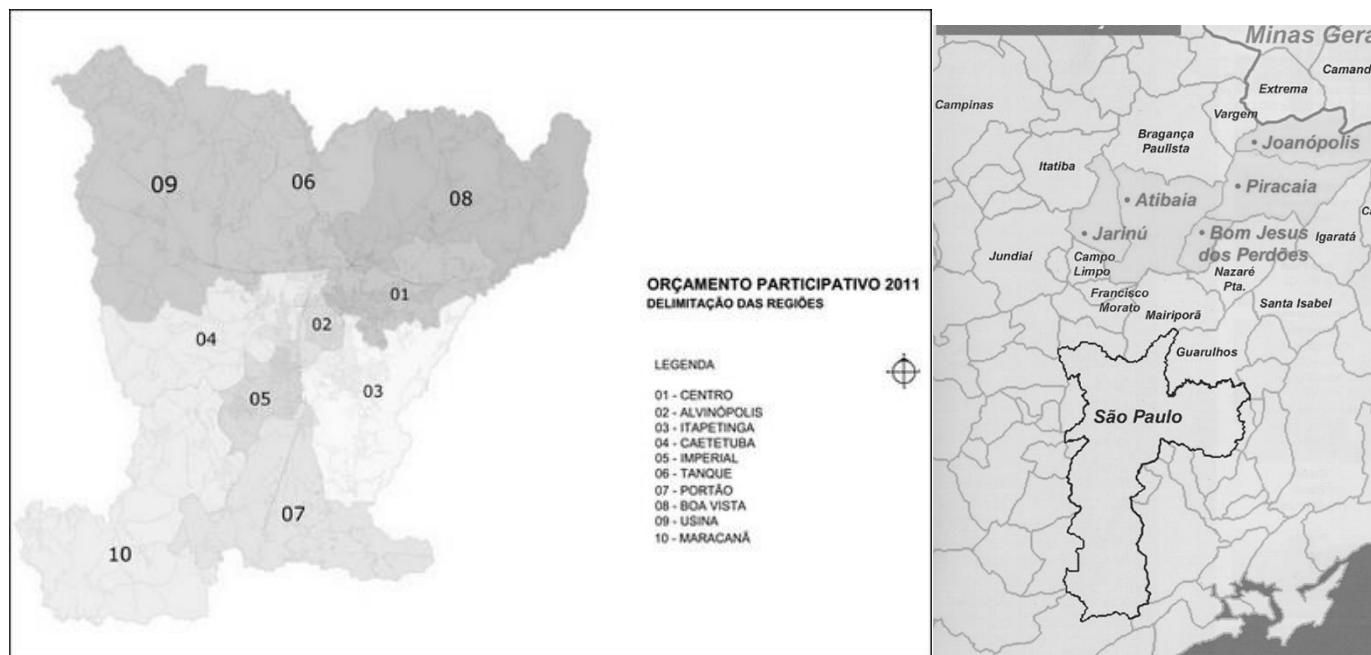 09
06
08
01
02
04
03
05
07
10
ORÇAMENTO PARTICIPATIVO 2011
DELIMITAÇÃO DAS REGIÕES
LEGENDA
01 - CENTRO
02 - ALVINÓPOLIS
03 - ITAPETINGA
04 - CAETETUBA
05 - IMPERIAL
06 - TANQUE
07 - PORTÃO
08 - BOA VISTA
09 - USINA
10 - MARACANÃ
Minas Gera
Camand
Extrema
Campinas
Vargem
Bragança
Paulista
Joanópolis
Itatiba
Piracaia
Atibaia
Jarinú
Bom Jesus
dos Perdões
Igaratá
Jundiaí
Campo
Limpo
Nazaré
Pta.
Francisco
Morato
Santa Isabel
Mairiporã
Guarulhos
São Paulo